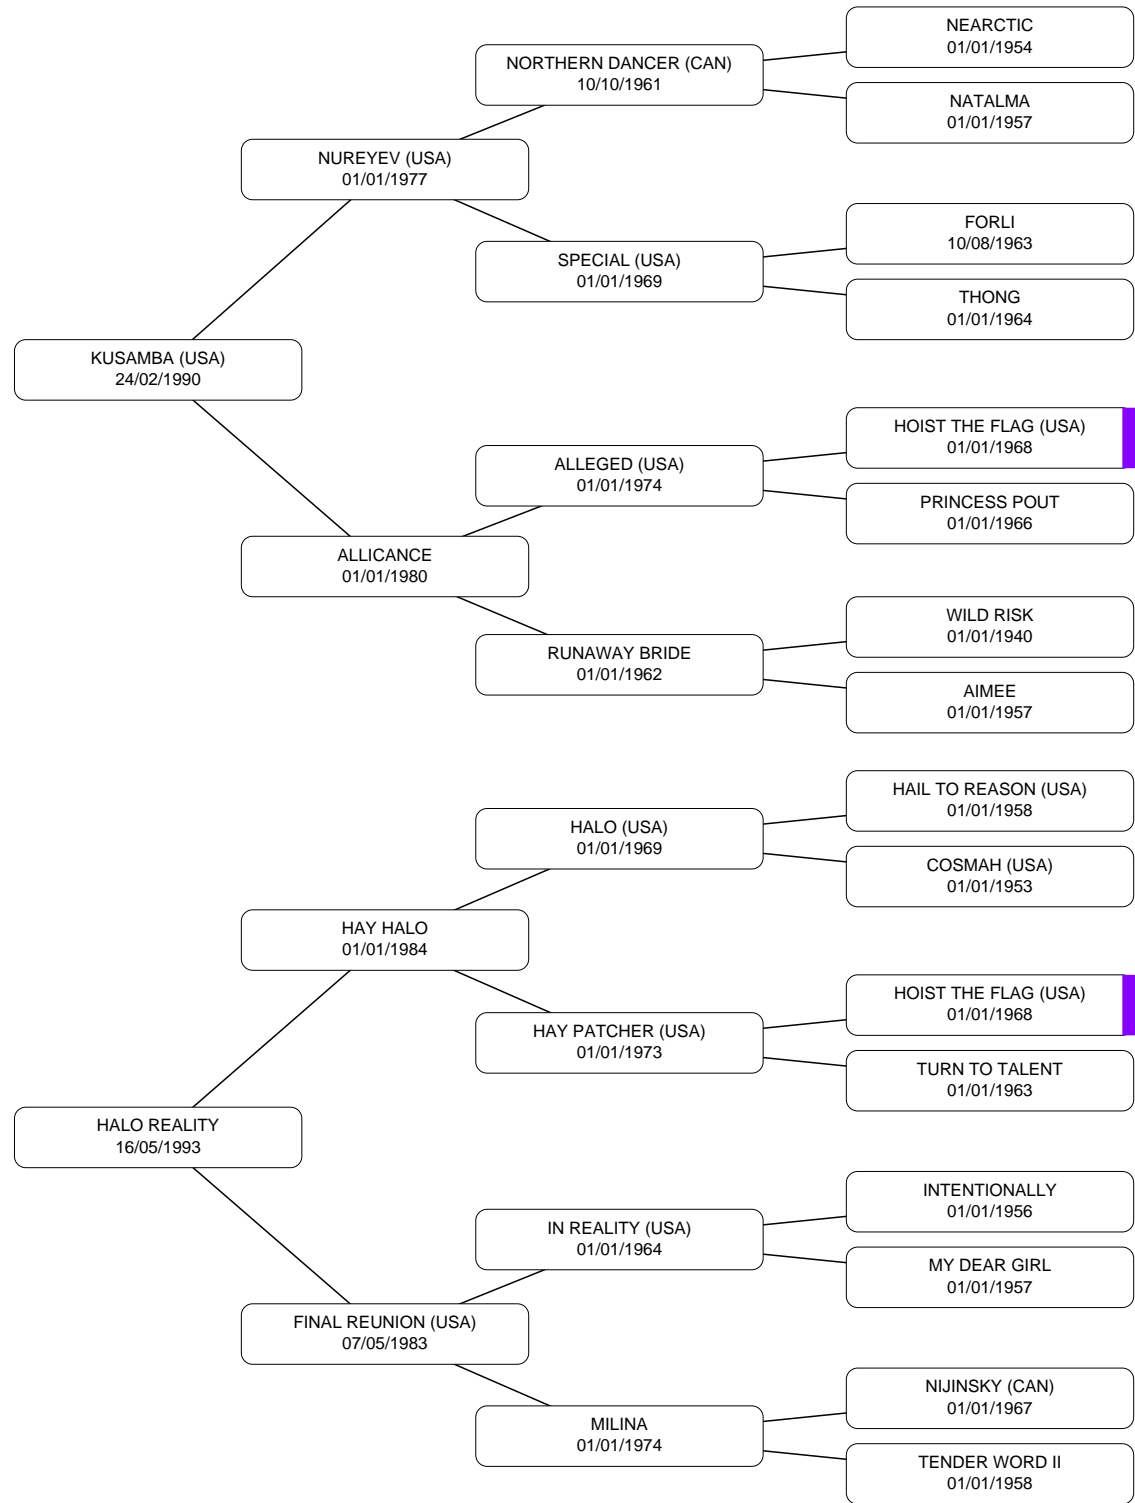 NEARCTIC
01/01/1954
NORTHERN DANCER (CAN)
10/10/1961
NATALMA
01/01/1957
NUREYEV (USA)
01/01/1977
FORLI
10/08/1963
SPECIAL (USA)
01/01/1969
THONG
01/01/1964
KUSAMBA (USA)
24/02/1990
HOIST THE FLAG (USA)
01/01/1968
ALLEGED (USA)
01/01/1974
PRINCESS POUT
01/01/1966
ALLICANCE
01/01/1980
WILD RISK
01/01/1940
RUNAWAY BRIDE
01/01/1962
AIMEE
01/01/1957
HAIL TO REASON (USA)
01/01/1958
HALO (USA)
01/01/1969
COSMAH (USA)
01/01/1953
HAY HALO
01/01/1984
HOIST THE FLAG (USA)
01/01/1968
HAY PATCHER (USA)
01/01/1973
TURN TO TALENT
01/01/1963
HALO REALITY
16/05/1993
INTENTIONALLY
01/01/1956
IN REALITY (USA)
01/01/1964
MY DEAR GIRL
01/01/1957
FINAL REUNION (USA)
07/05/1983
NIJINSKY (CAN)
01/01/1967
MILINA
01/01/1974
TENDER WORD II
01/01/1958